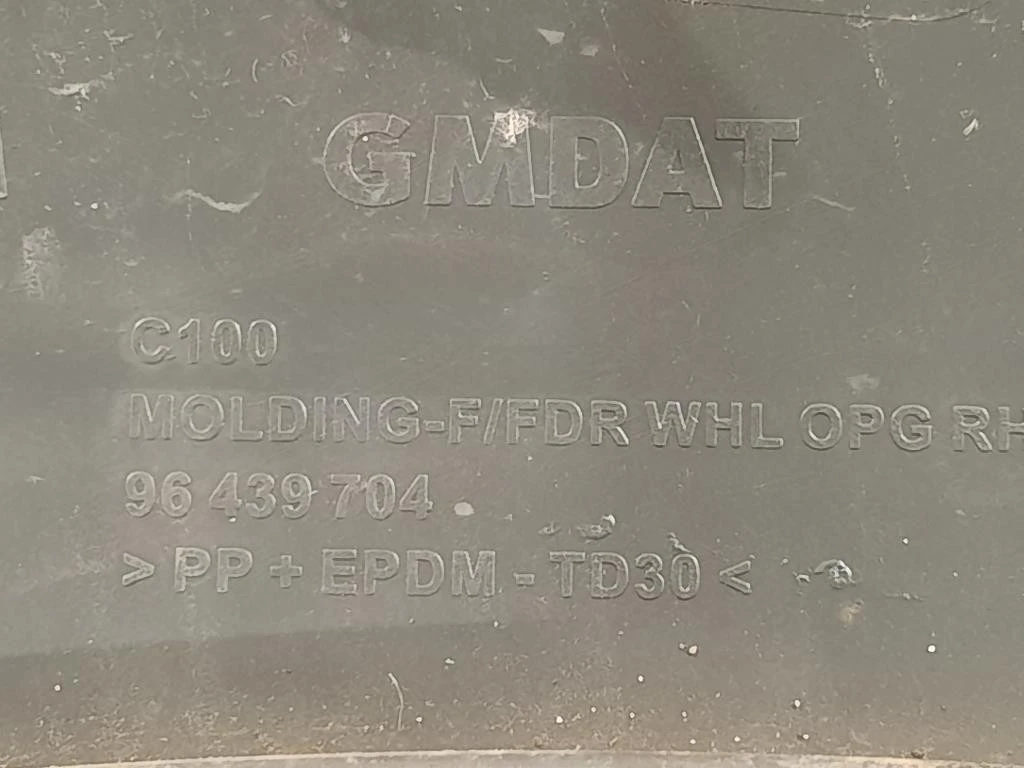 GMDAT
C100
MOLDING-F/FDR WHL OPG RH
96 439 704
> PP + EPDM - TD30 <